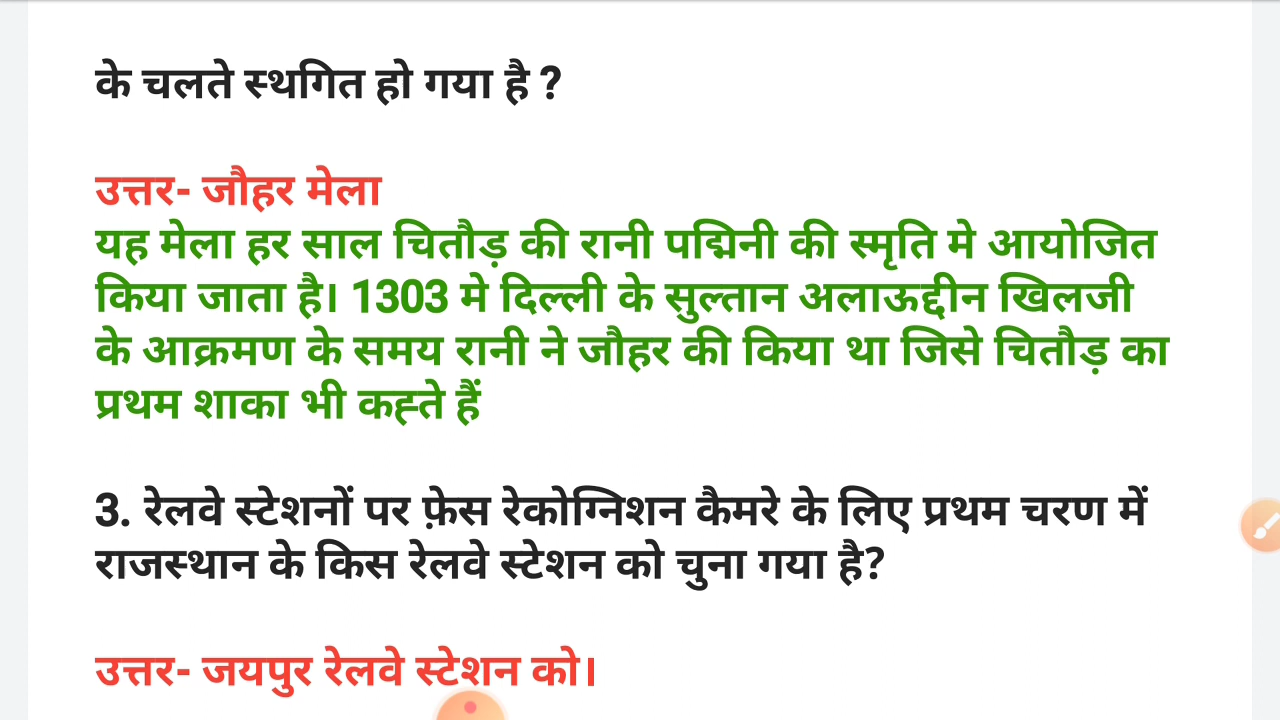 के चलते स्थगित हो गया है ?
उत्तर- जौहर मेला
यह मेला हर साल चितौड़ की रानी पद्मिनी की स्मृति मे आयोजित
किया जाता है। 1303 मे दिल्ली के सुल्तान अलाऊद्दीन खिलजी
के आक्रमण के समय रानी ने जौहर की किया था जिसे चितौड़ का
प्रथम शाका भी कह्ते हैं
3. रेलवे स्टेशनों पर फ़ेस रेकोग्निशन कैमरे के लिए प्रथम चरण में
राजस्थान के किस रेलवे स्टेशन को चुना गया है?
उत्तर- जयपुर रेलवे स्टेशन को।